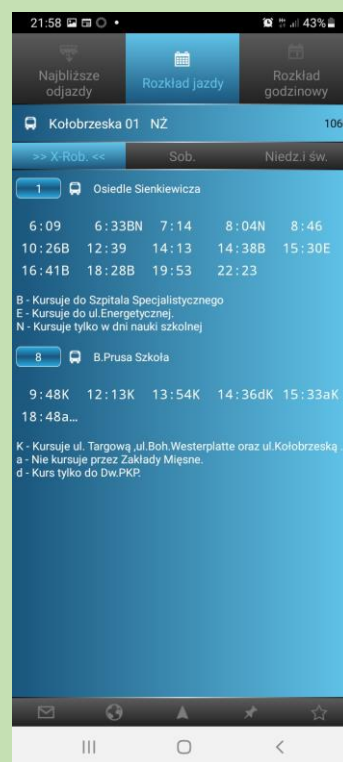 21:58 43%
Najbliższe
odjazdy
Rozkład jazdy
Rozkład
godzinowy
Kołobrzeska 01 NŻ 106
>> X-Rob. << Sob. Niedz.i św.
1 Osiedle Sienkiewicza
6:09 6:33BN 7:14 8:04N 8:46
10:26B 12:39 14:13 14:38B 15:30E
16:41B 18:28B 19:53 22:23
B - Kursuje do Szpitala Specjalistycznego
E - Kursuje do ul.Energetycznej.
N - Kursuje tylko w dni nauki szkolnej
8 B.Prusa Szkoła
9:48K 12:13K 13:54K 14:36dK 15:33aK
18:48a…
K - Kursuje ul. Targową ,ul.Boh.Westerplatte oraz ul.Kołobrzeską .
a - Nie kursuje przez Zakłady Mięsne.
d - Kurs tylko do Dw.PKP.